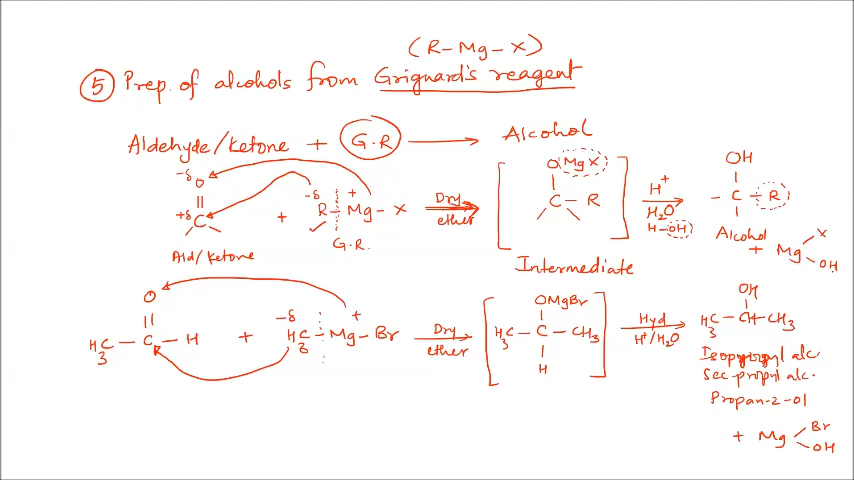 (R-Mg-X)
⑤ Prep. of alcohols from Grignard's reagent
Aldehyde/Ketone + G.R → Alcohol
-δ O || +δ C + -δ R - + Mg - X Dry ether → [OMgX C - R] H+ H2O H-OH → OH - C - R
Ald/Ketone G.R. Intermediate Alcohol + Mg X OH
H3C - C - H || O + -δ H3C - + Mg - Br Dry ether → [OMgBr H3C - C - CH3 H] Hyd H+/H2O → OH H3C - CH - CH3
Isopropyl alc.
Sec-propyl alc.
Propan-2-ol
+ Mg Br OH